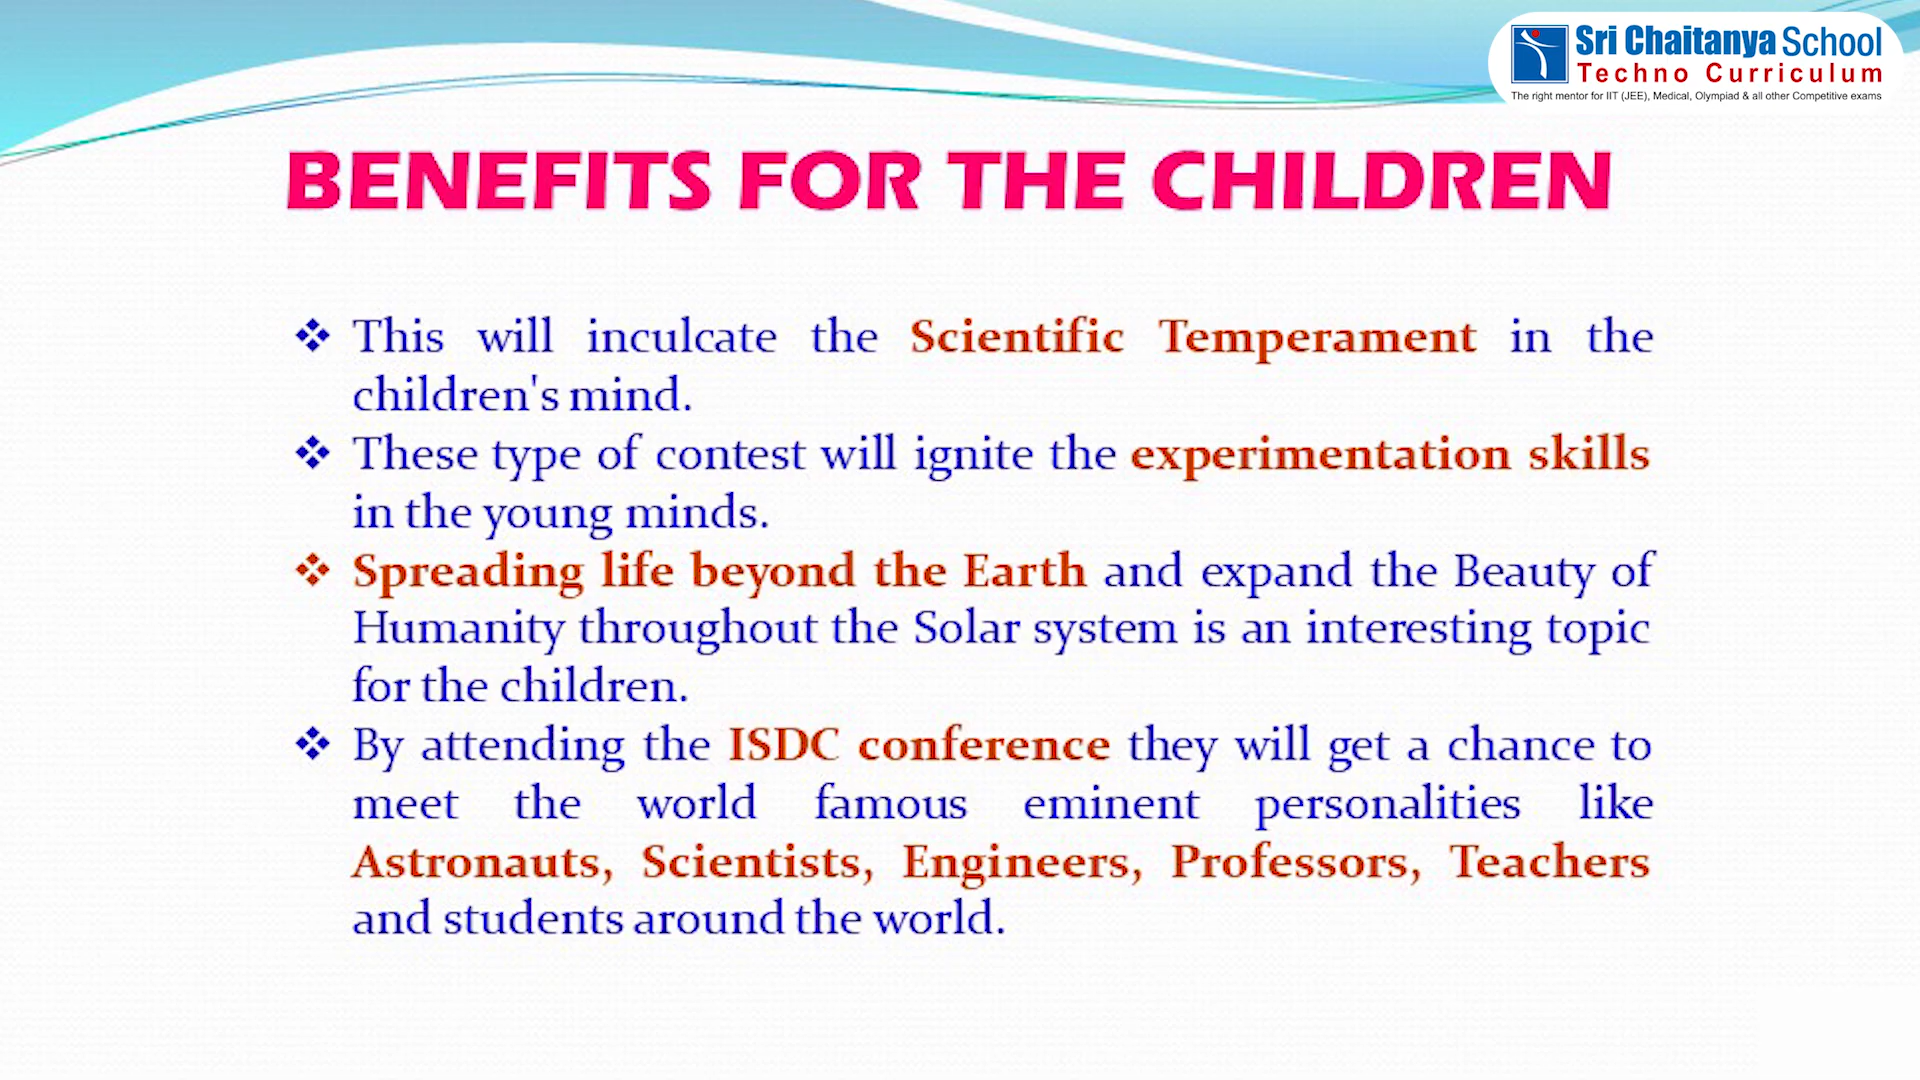 Sri Chaitanya School
Techno Curriculum
The right mentor for IIT (JEE), Medical, Olympiad & all other Competitive exams
BENEFITS FOR THE CHILDREN
❖ This will inculcate the Scientific Temperament in the
children's mind.
❖ These type of contest will ignite the experimentation skills
in the young minds.
❖ Spreading life beyond the Earth and expand the Beauty of
Humanity throughout the Solar system is an interesting topic
for the children.
❖ By attending the ISDC conference they will get a chance to
meet the world famous eminent personalities like
Astronauts, Scientists, Engineers, Professors, Teachers
and students around the world.